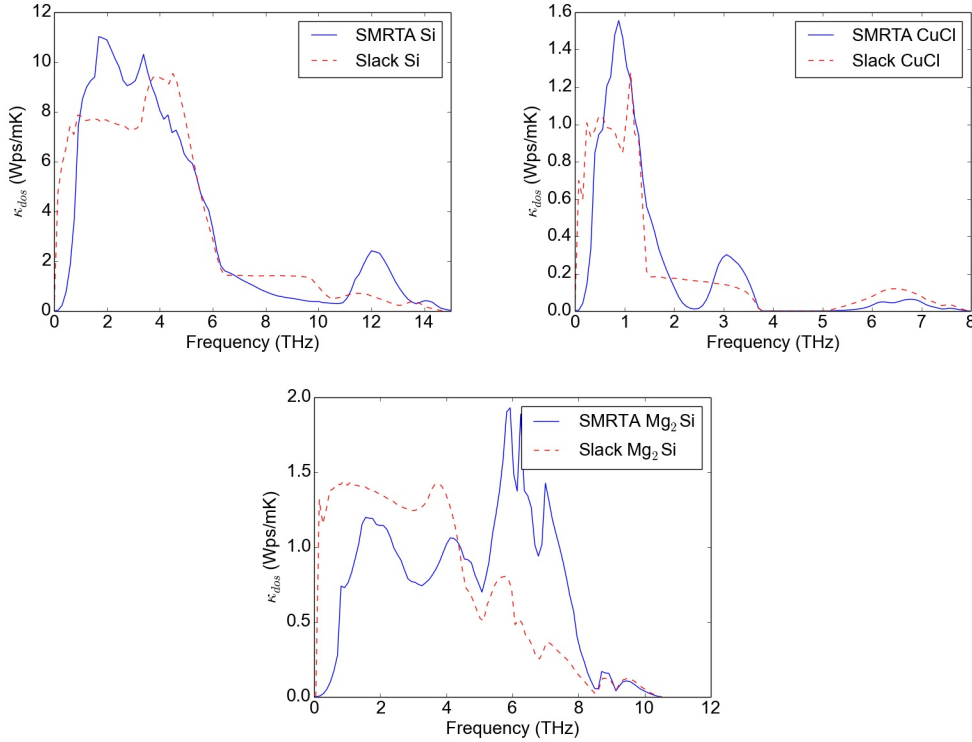 12
10
8
6
4
2
0
κdos (Wps/mK)
SMRTA Si
Slack Si
0 2 4 6 8 10 12 14
Frequency (THz)
1.6
1.4
1.2
1.0
0.8
0.6
0.4
0.2
0.0
κdos (Wps/mK)
SMRTA CuCl
Slack CuCl
0 1 2 3 4 5 6 7 8
Frequency (THz)
2.0
1.5
1.0
0.5
0.0
κdos (Wps/mK)
SMRTA Mg₂Si
Slack Mg₂Si
0 2 4 6 8 10 12
Frequency (THz)